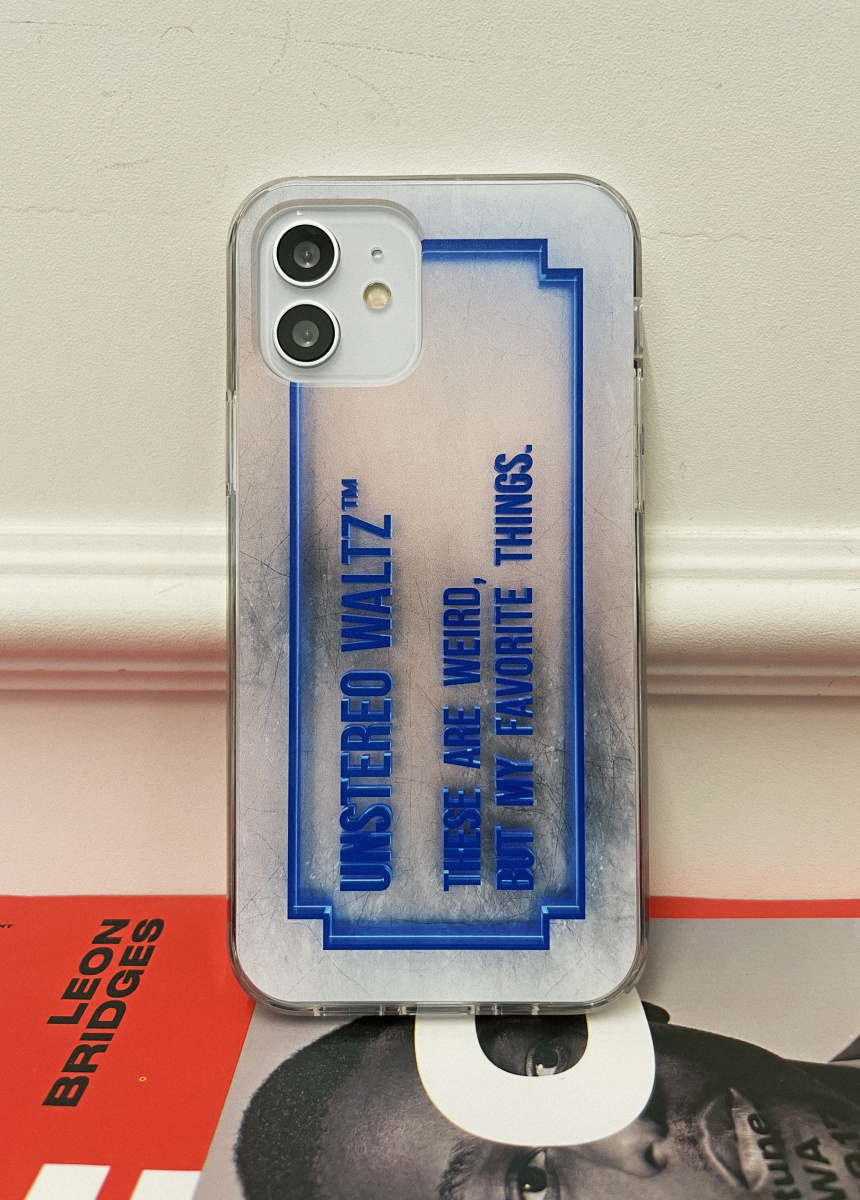 UNSTEREO WALTZ™
THESE ARE WEIRD,
BUT MY FAVORITE THINGS.
LEON
BRIDGES